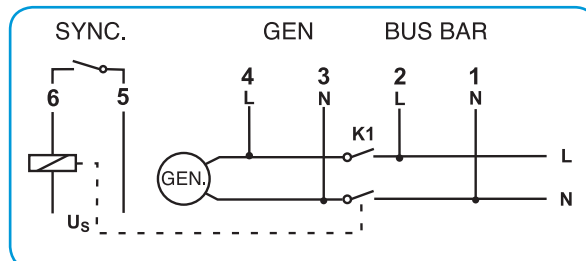 SYNC. GEN BUS BAR
6 5 4 3 2 1
L N L N
K1
L
GEN.
N
Us